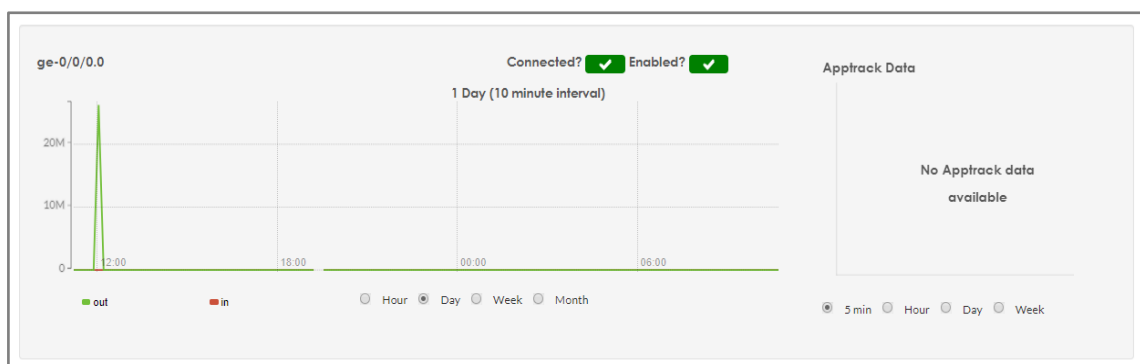 ge-0/0/0.0
Connected? Enabled?
1 Day (10 minute interval)
20M
10M
0
12:00 18:00 00:00 06:00
out in
Hour Day Week Month
Apptrack Data
No Apptrack data
available
5 min Hour Day Week